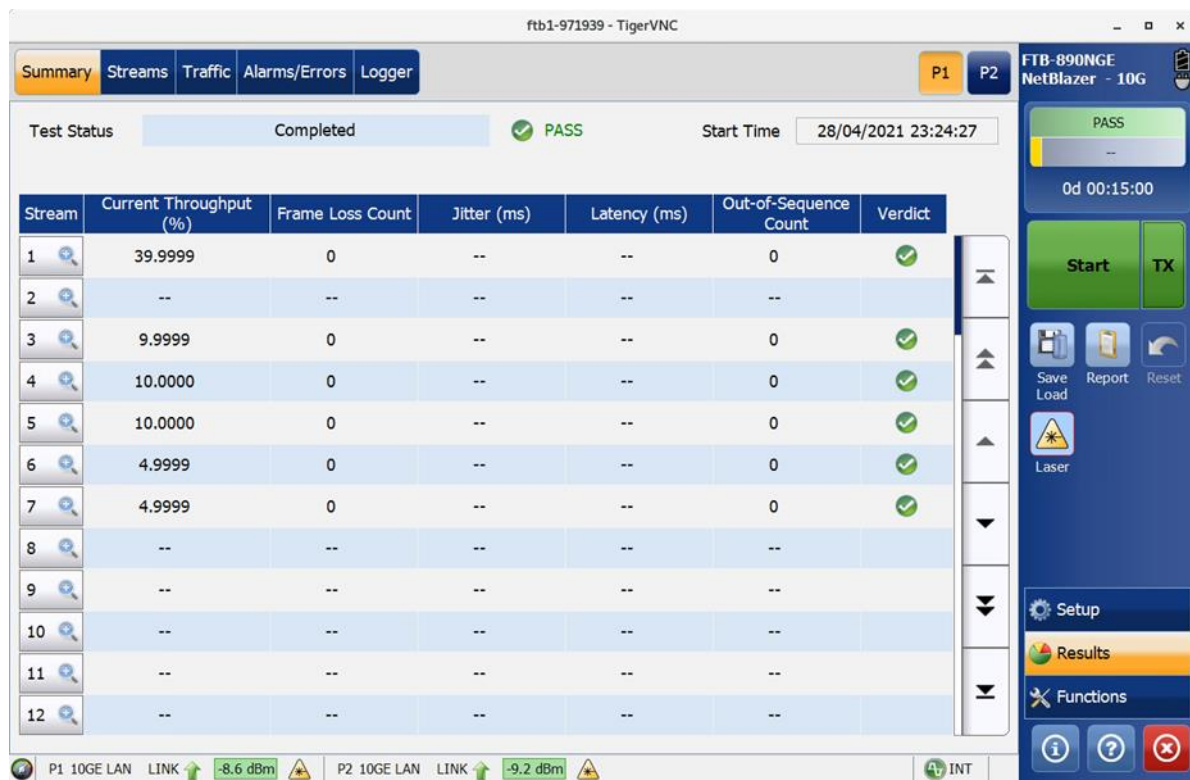 ftb1-971939 - TigerVNC
Summary Streams Traffic Alarms/Errors Logger P1 P2
FTB-890NGE
NetBlazer - 10G
Test Status Completed PASS Start Time 28/04/2021 23:24:27
PASS
--
0d 00:15:00
Stream Current Throughput (%) Frame Loss Count Jitter (ms) Latency (ms) Out-of-Sequence Count Verdict
1 39.9999 0 -- -- 0
2 -- -- -- -- --
3 9.9999 0 -- -- 0
4 10.0000 0 -- -- 0
5 10.0000 0 -- -- 0
6 4.9999 0 -- -- 0
7 4.9999 0 -- -- 0
8 -- -- -- -- --
9 -- -- -- -- --
10 -- -- -- -- --
11 -- -- -- -- --
12 -- -- -- -- --
Start TX
Save Load Report Reset
Laser
Setup
Results
Functions
P1 10GE LAN LINK -8.6 dBm P2 10GE LAN LINK -9.2 dBm INT